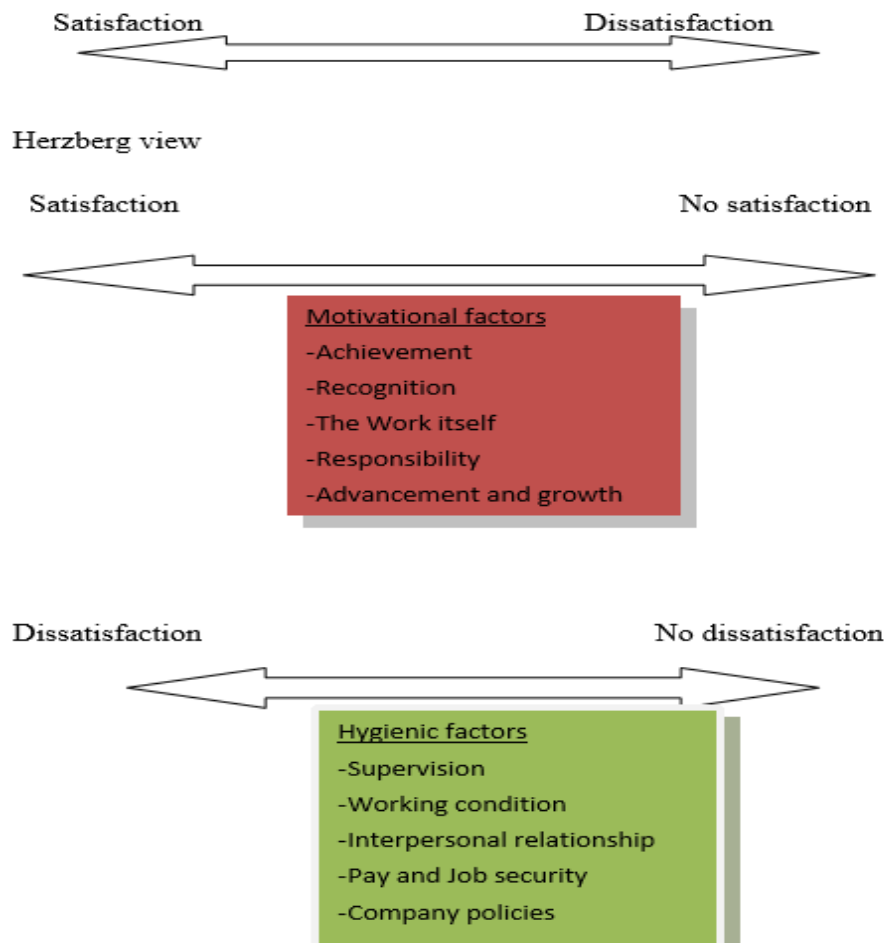 Satisfaction Dissatisfaction
Herzberg view
Satisfaction No satisfaction
Motivational factors
-Achievement
-Recognition
-The Work itself
-Responsibility
-Advancement and growth
Dissatisfaction No dissatisfaction
Hygienic factors
-Supervision
-Working condition
-Interpersonal relationship
-Pay and Job security
-Company policies